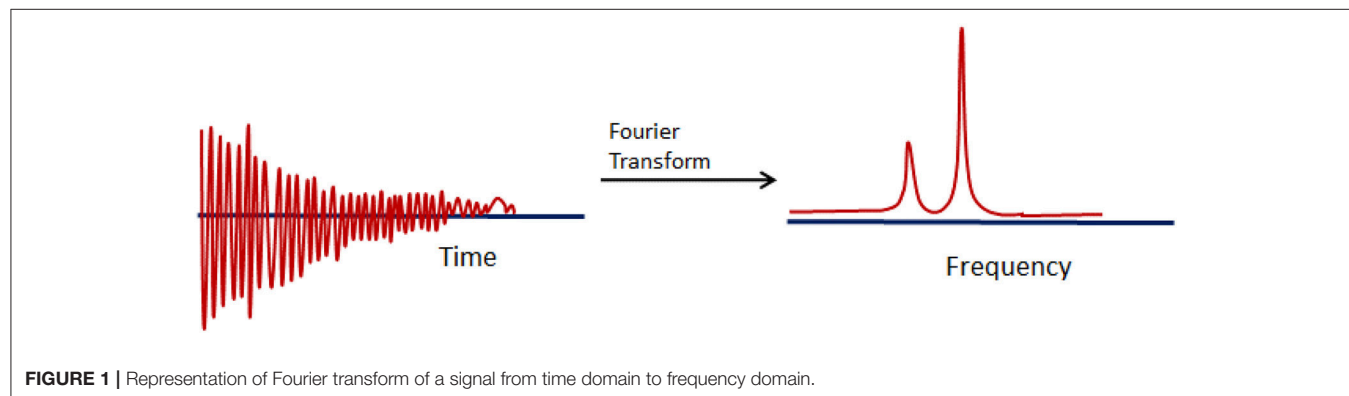 Fourier
Transform
Time
Frequency
FIGURE 1 | Representation of Fourier transform of a signal from time domain to frequency domain.